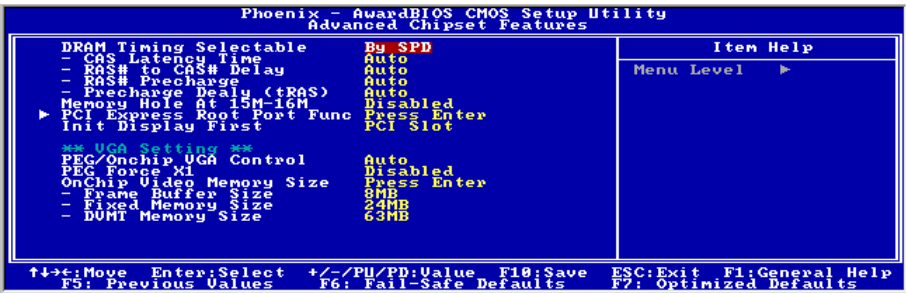 Phoenix - AwardBIOS CMOS Setup Utility
Advanced Chipset Features
DRAM Timing Selectable By SPD
- CAS Latency Time Auto
- RAS# to CAS# Delay Auto
- RAS# Precharge Auto
- Precharge Dealy (tRAS) Auto
Memory Hole At 15M-16M Disabled
► PCI Express Root Port Func Press Enter
Init Display First PCI Slot
** VGA Setting **
PEG/Onchip VGA Control Auto
PEG Force X1 Disabled
OnChip Video Memory Size Press Enter
- Frame Buffer Size 8MB
- Fixed Memory Size 24MB
- DVMT Memory Size 63MB
Item Help
Menu Level ►
↑↓→←:Move Enter:Select +/-/PU/PD:Value F10:Save ESC:Exit F1:General Help
F5: Previous Values F6: Fail-Safe Defaults F7: Optimized Defaults